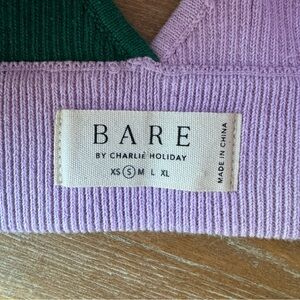 BARE
BY CHARLIE HOLIDAY
XS S M L XL
MADE IN CHINA